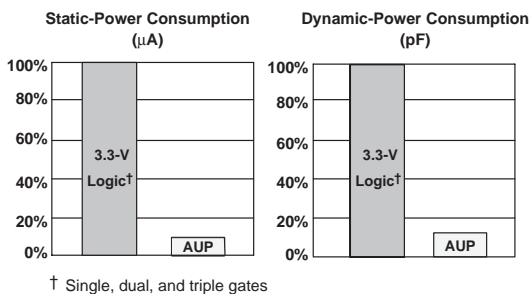 Static-Power Consumption
(µA)
100%
80%
60%
40%
20%
0%
3.3-V
Logic†
AUP
Dynamic-Power Consumption
(pF)
100%
80%
60%
40%
20%
0%
3.3-V
Logic†
AUP
† Single, dual, and triple gates